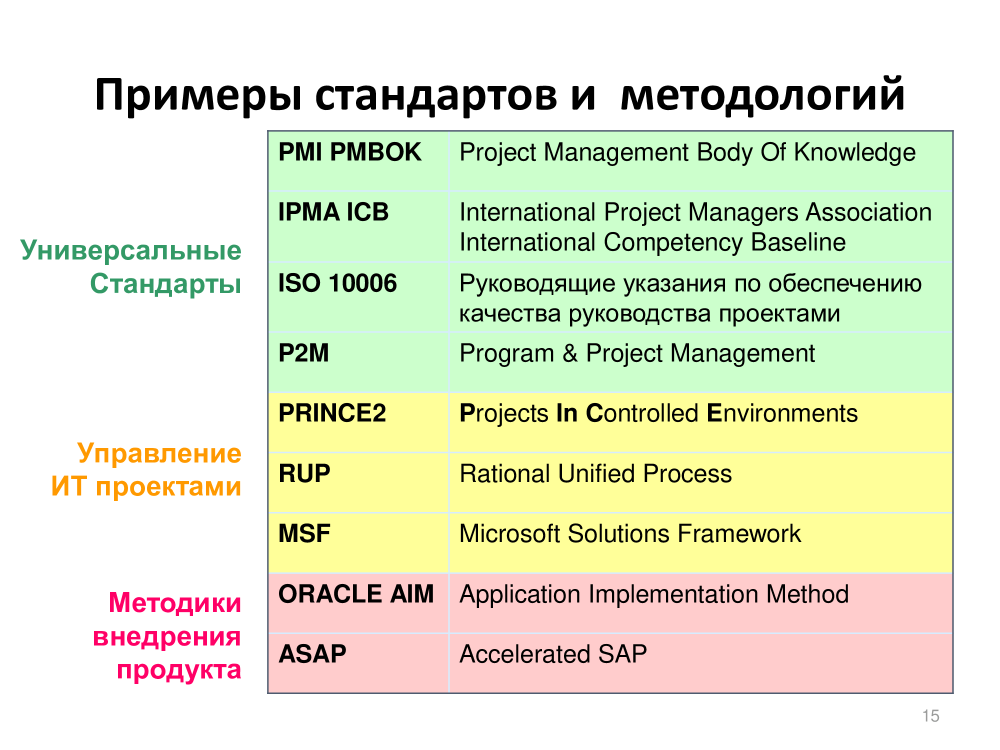 Примеры стандартов и методологий
Универсальные
Стандарты
PMI PMBOK
Project Management Body Of Knowledge
IPMA ICB
International Project Managers Association
International Competency Baseline
ISO 10006
Руководящие указания по обеспечению
качества руководства проектами
P2M
Program & Project Management
Управление
ИТ проектами
PRINCE2
Projects In Controlled Environments
RUP
Rational Unified Process
MSF
Microsoft Solutions Framework
Методики
внедрения
продукта
ORACLE AIM
Application Implementation Method
ASAP
Accelerated SAP
15